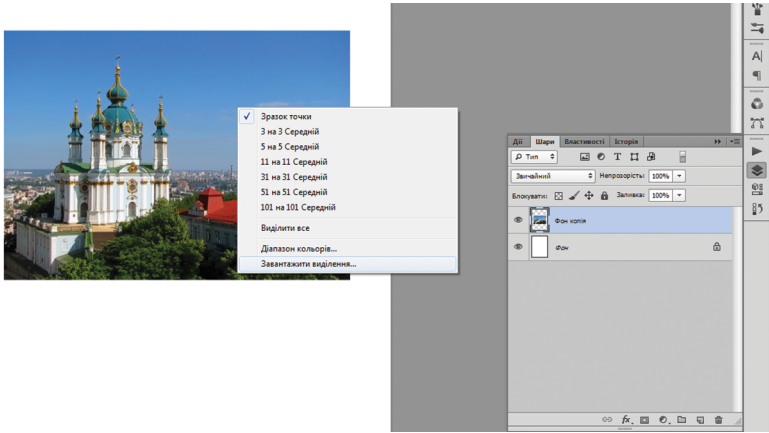 Зразок точки
3 на 3 Середній
5 на 5 Середній
11 на 11 Середній
31 на 31 Середній
51 на 51 Середній
101 на 101 Середній
Виділити все
Діапазон кольорів...
Завантажити виділення...
Дії Шари Властивості Історія
Тип
Звичайний Непрозорість: 100%
Блокувати: Заливка: 100%
Фон копія
Фон